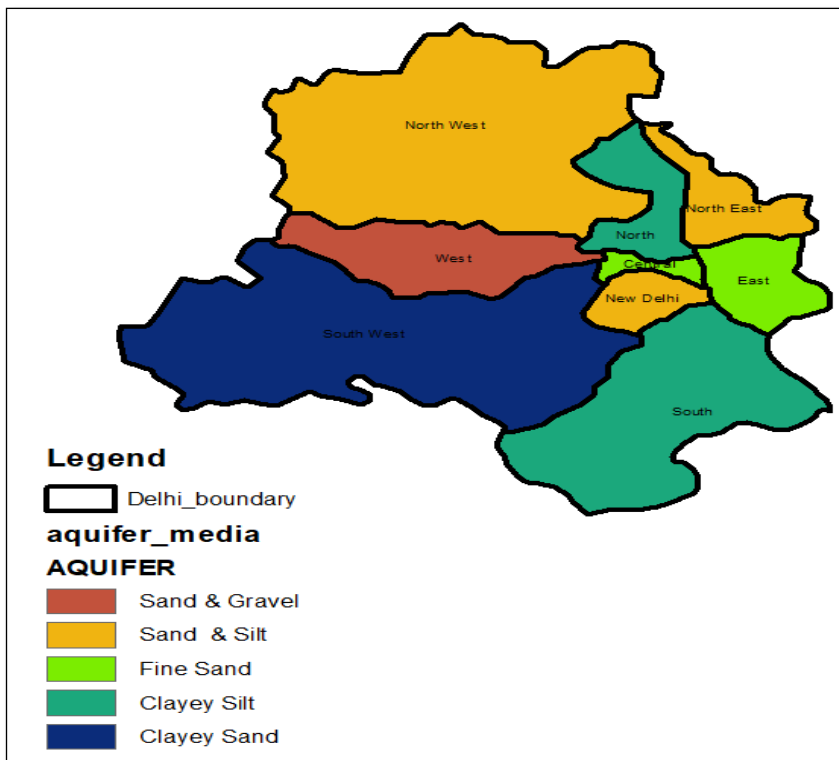 North West
North East
North
West
Central
East
New Delhi
South West
South
Legend
Delhi_boundary
aquifer_media
AQUIFER
Sand & Gravel
Sand & Silt
Fine Sand
Clayey Silt
Clayey Sand